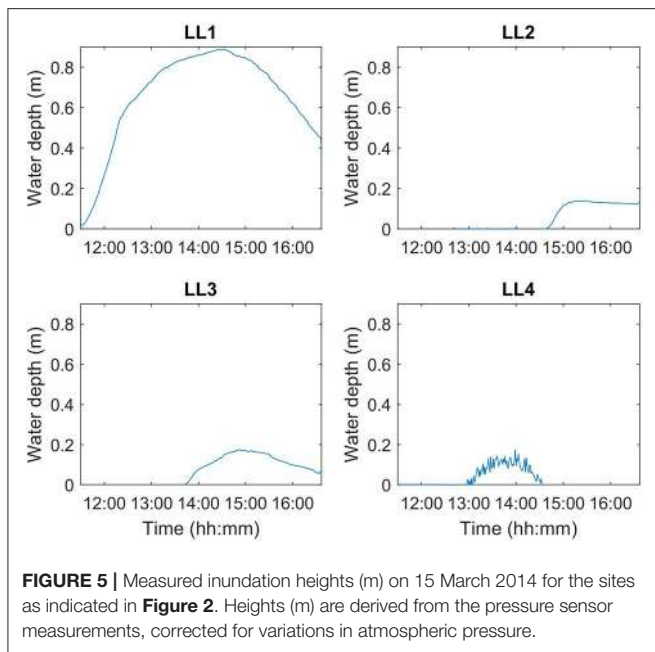 LL1
Water depth (m)
0.8
0.6
0.4
0.2
0
12:00 13:00 14:00 15:00 16:00
LL2
Water depth (m)
0.8
0.6
0.4
0.2
0
12:00 13:00 14:00 15:00 16:00
LL3
Water depth (m)
0.8
0.6
0.4
0.2
0
12:00 13:00 14:00 15:00 16:00
Time (hh:mm)
LL4
Water depth (m)
0.8
0.6
0.4
0.2
0
12:00 13:00 14:00 15:00 16:00
Time (hh:mm)
FIGURE 5 | Measured inundation heights (m) on 15 March 2014 for the sites
as indicated in Figure 2. Heights (m) are derived from the pressure sensor
measurements, corrected for variations in atmospheric pressure.